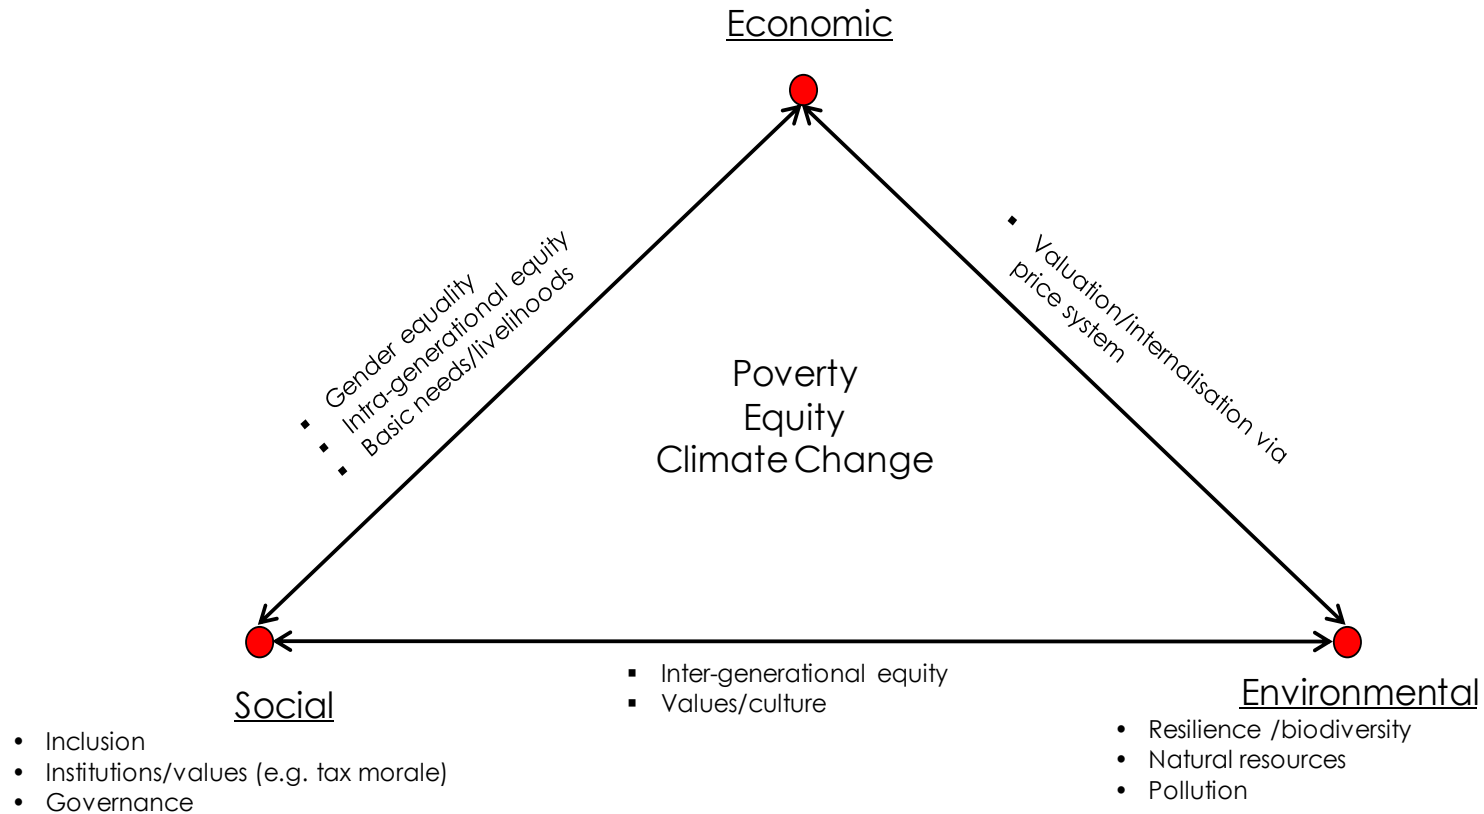 Economic
▪ Gender equality
▪ Intra-generational equity
▪ Basic needs/livelihoods
▪ Valuation/internalisation via
price system
Poverty
Equity
Climate Change
▪ Inter-generational equity
▪ Values/culture
Social
• Inclusion
• Institutions/values (e.g. tax morale)
• Governance
Environmental
• Resilience /biodiversity
• Natural resources
• Pollution